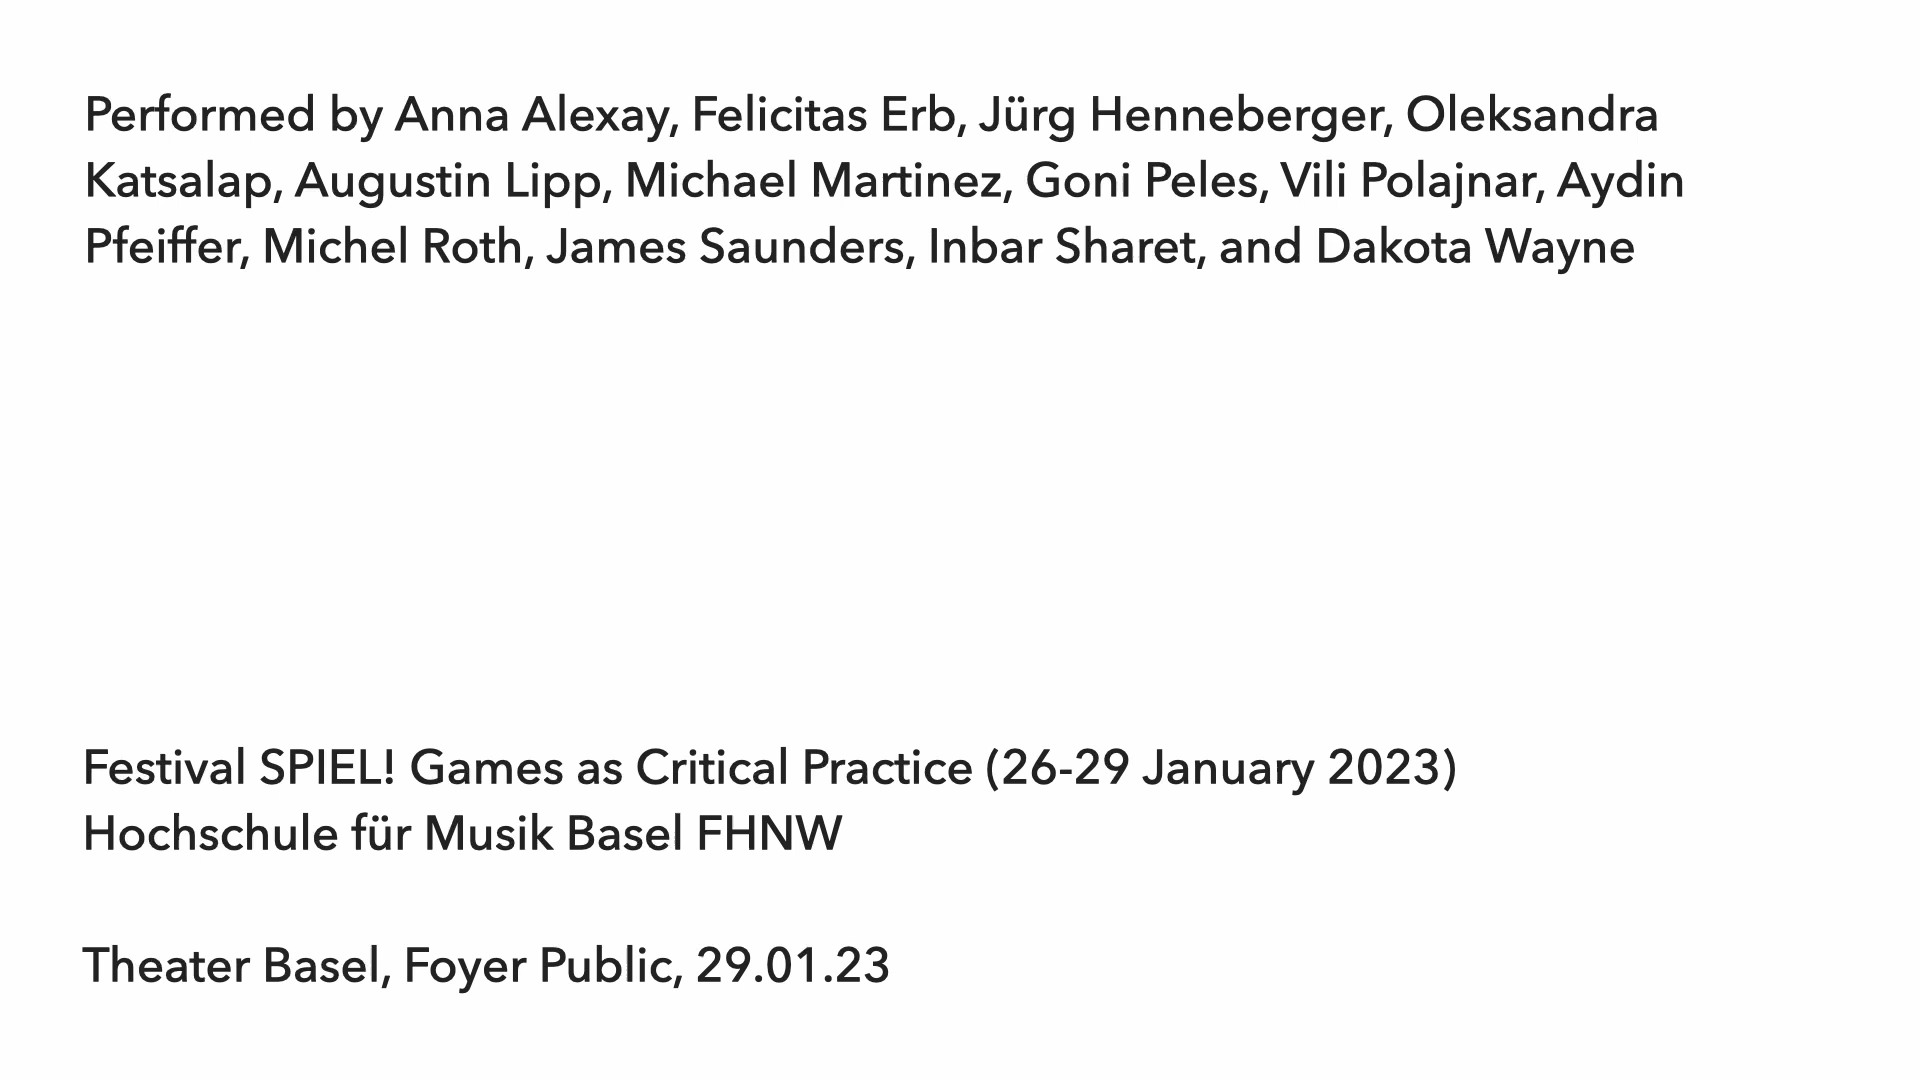 Performed by Anna Alexay, Felicitas Erb, Jürg Henneberger, Oleksandra
Katsalap, Augustin Lipp, Michael Martinez, Goni Peles, Vili Polajnar, Aydin
Pfeiffer, Michel Roth, James Saunders, Inbar Sharet, and Dakota Wayne
Festival SPIEL! Games as Critical Practice (26-29 January 2023)
Hochschule für Musik Basel FHNW
Theater Basel, Foyer Public, 29.01.23